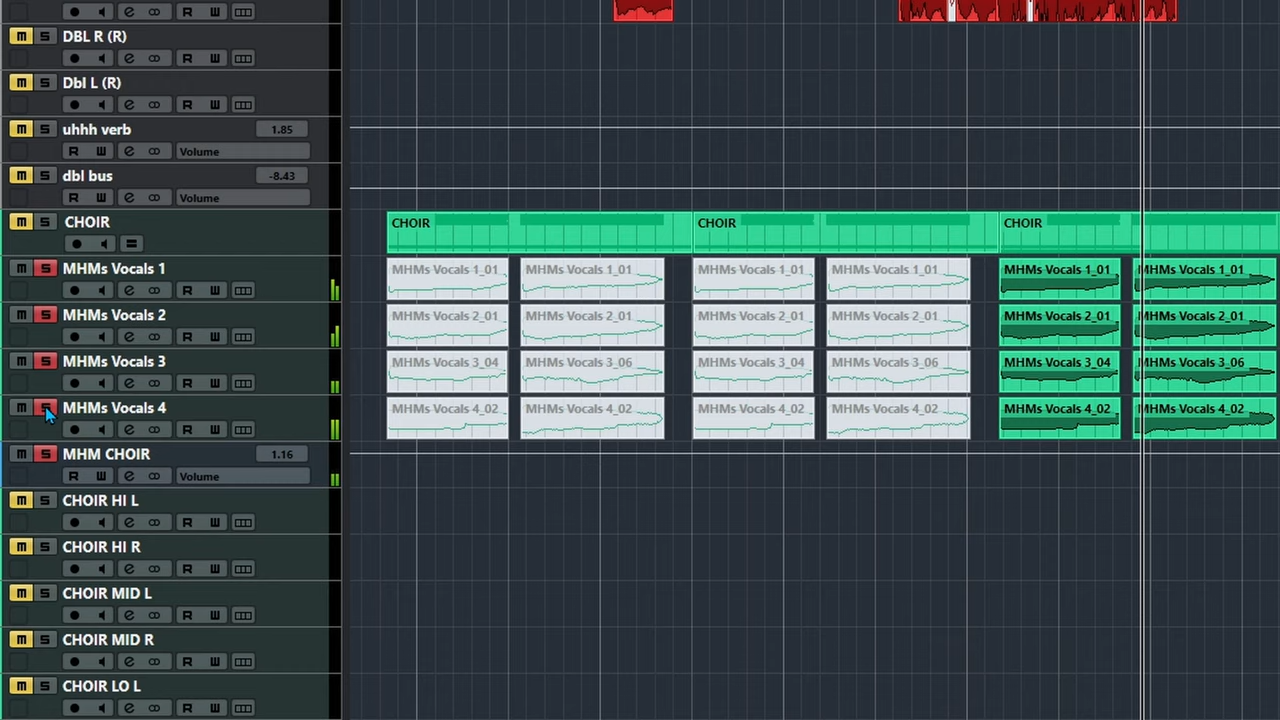 M S
M S DBL R (R)
R W
M S Dbl L (R)
R W
M S uhhh verb 1.85
R W e Volume
M S dbl bus -8.43
R W e Volume
M S CHOIR
CHOIR CHOIR CHOIR
M S MHMs Vocals 1
R W
MHMs Vocals 1_01 MHMs Vocals 1_01 MHMs Vocals 1_01 MHMs Vocals 1_01 MHMs Vocals 1_01 MHMs Vocals 1_01
M S MHMs Vocals 2
R W
MHMs Vocals 2_01 MHMs Vocals 2_01 MHMs Vocals 2_01 MHMs Vocals 2_01 MHMs Vocals 2_01 MHMs Vocals 2_01
M S MHMs Vocals 3
R W
MHMs Vocals 3_04 MHMs Vocals 3_06 MHMs Vocals 3_04 MHMs Vocals 3_06 MHMs Vocals 3_04 MHMs Vocals 3_06
M S MHMs Vocals 4
R W
MHMs Vocals 4_02 MHMs Vocals 4_02 MHMs Vocals 4_02 MHMs Vocals 4_02 MHMs Vocals 4_02 MHMs Vocals 4_02
M S MHM CHOIR 1.16
R W e Volume
M S CHOIR HI L
R W
M S CHOIR HI R
R W
M S CHOIR MID L
R W
M S CHOIR MID R
R W
M S CHOIR LO L
R W